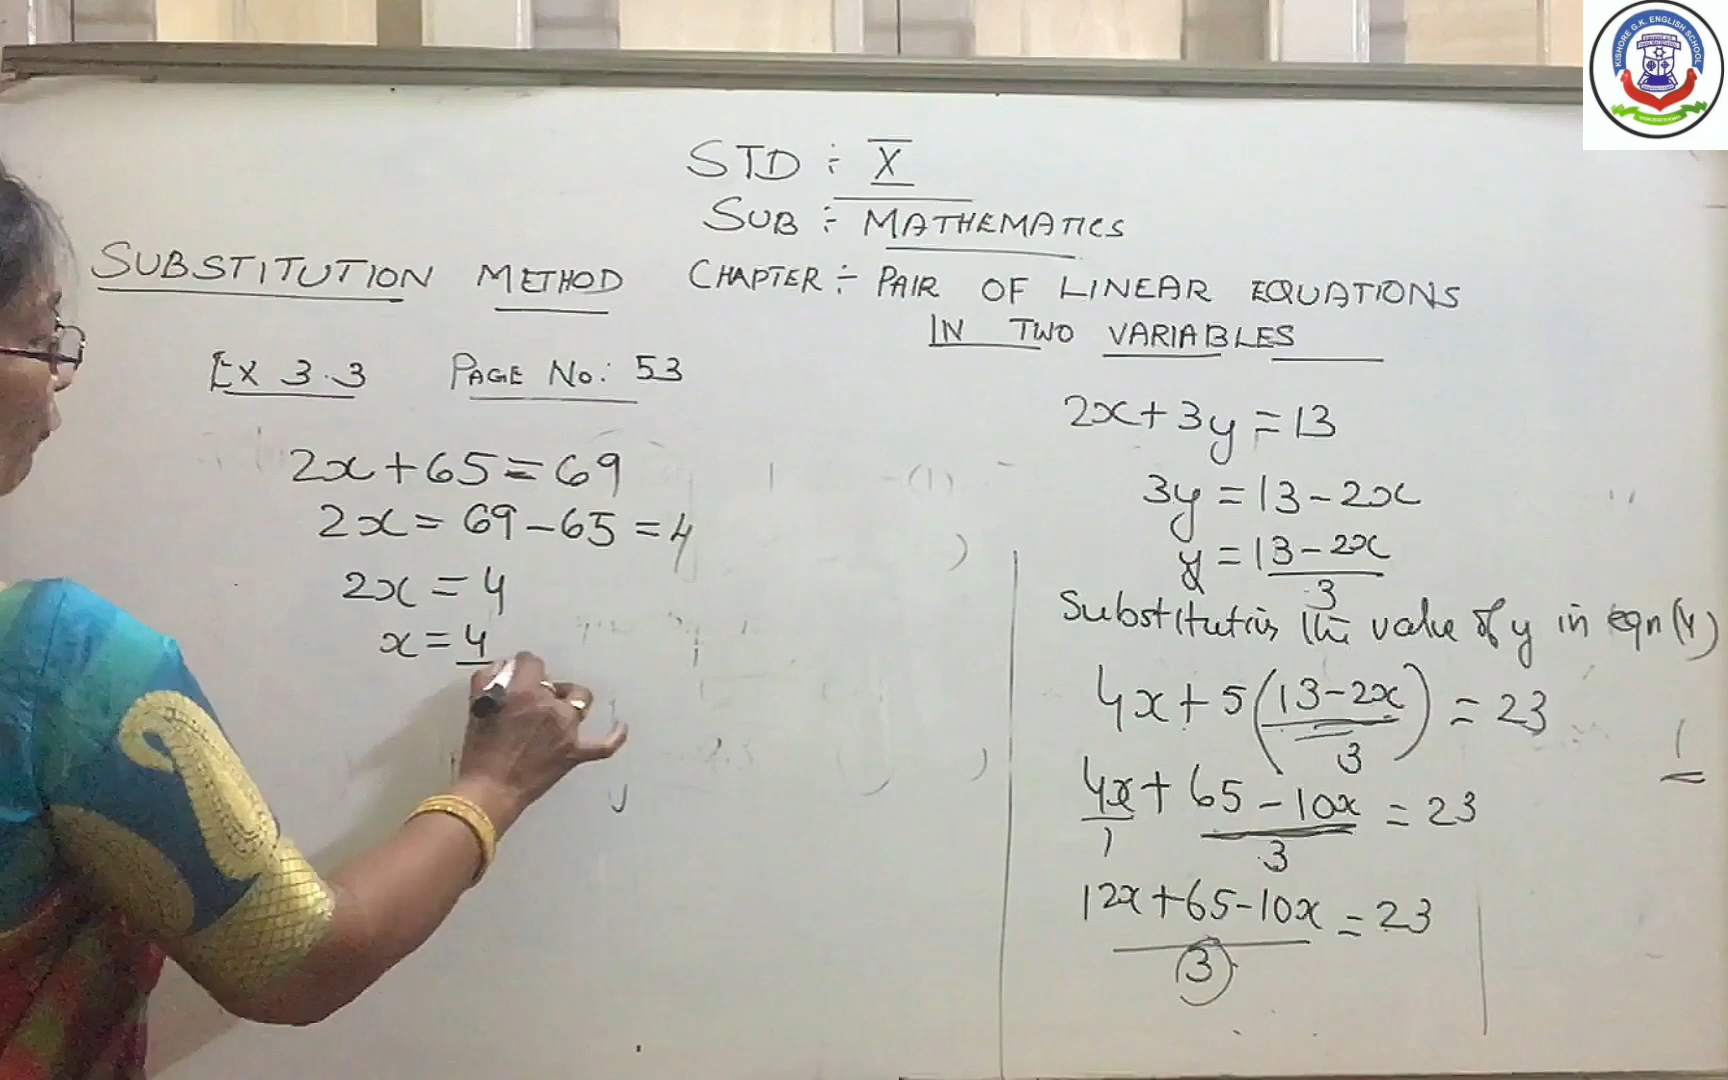 KISHORE G.K. ENGLISH SCHOOL
STD : X
SUB : MATHEMATICS
SUBSTITUTION METHOD
CHAPTER : PAIR OF LINEAR EQUATIONS
IN TWO VARIABLES
Ex 3.3 PAGE No: 53
2x + 65 = 69
2x = 69 - 65 = 4
2x = 4
x = 4
2x + 3y = 13
3y = 13 - 2x
y = 13 - 2x
3
the value of y in eqn
4x + 5 (13 - 2x) = 23
3
4x + 65 - 10x = 23
1 3
12x + 65 - 10x = 23
3